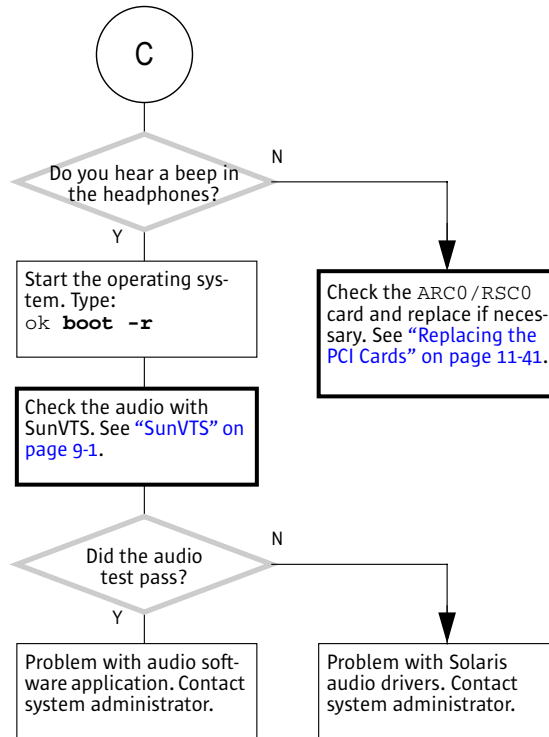 C
Do you hear a beep in
the headphones?
N
Y
Start the operating sys-
tem. Type:
ok boot -r
Check the ARC0/RSC0
card and replace if neces-
sary. See “Replacing the
PCI Cards” on page 11-41.
Check the audio with
SunVTS. See “SunVTS” on
page 9-1.
Did the audio
test pass?
N
Y
Problem with audio soft-
ware application. Contact
system administrator.
Problem with Solaris
audio drivers. Contact
system administrator.